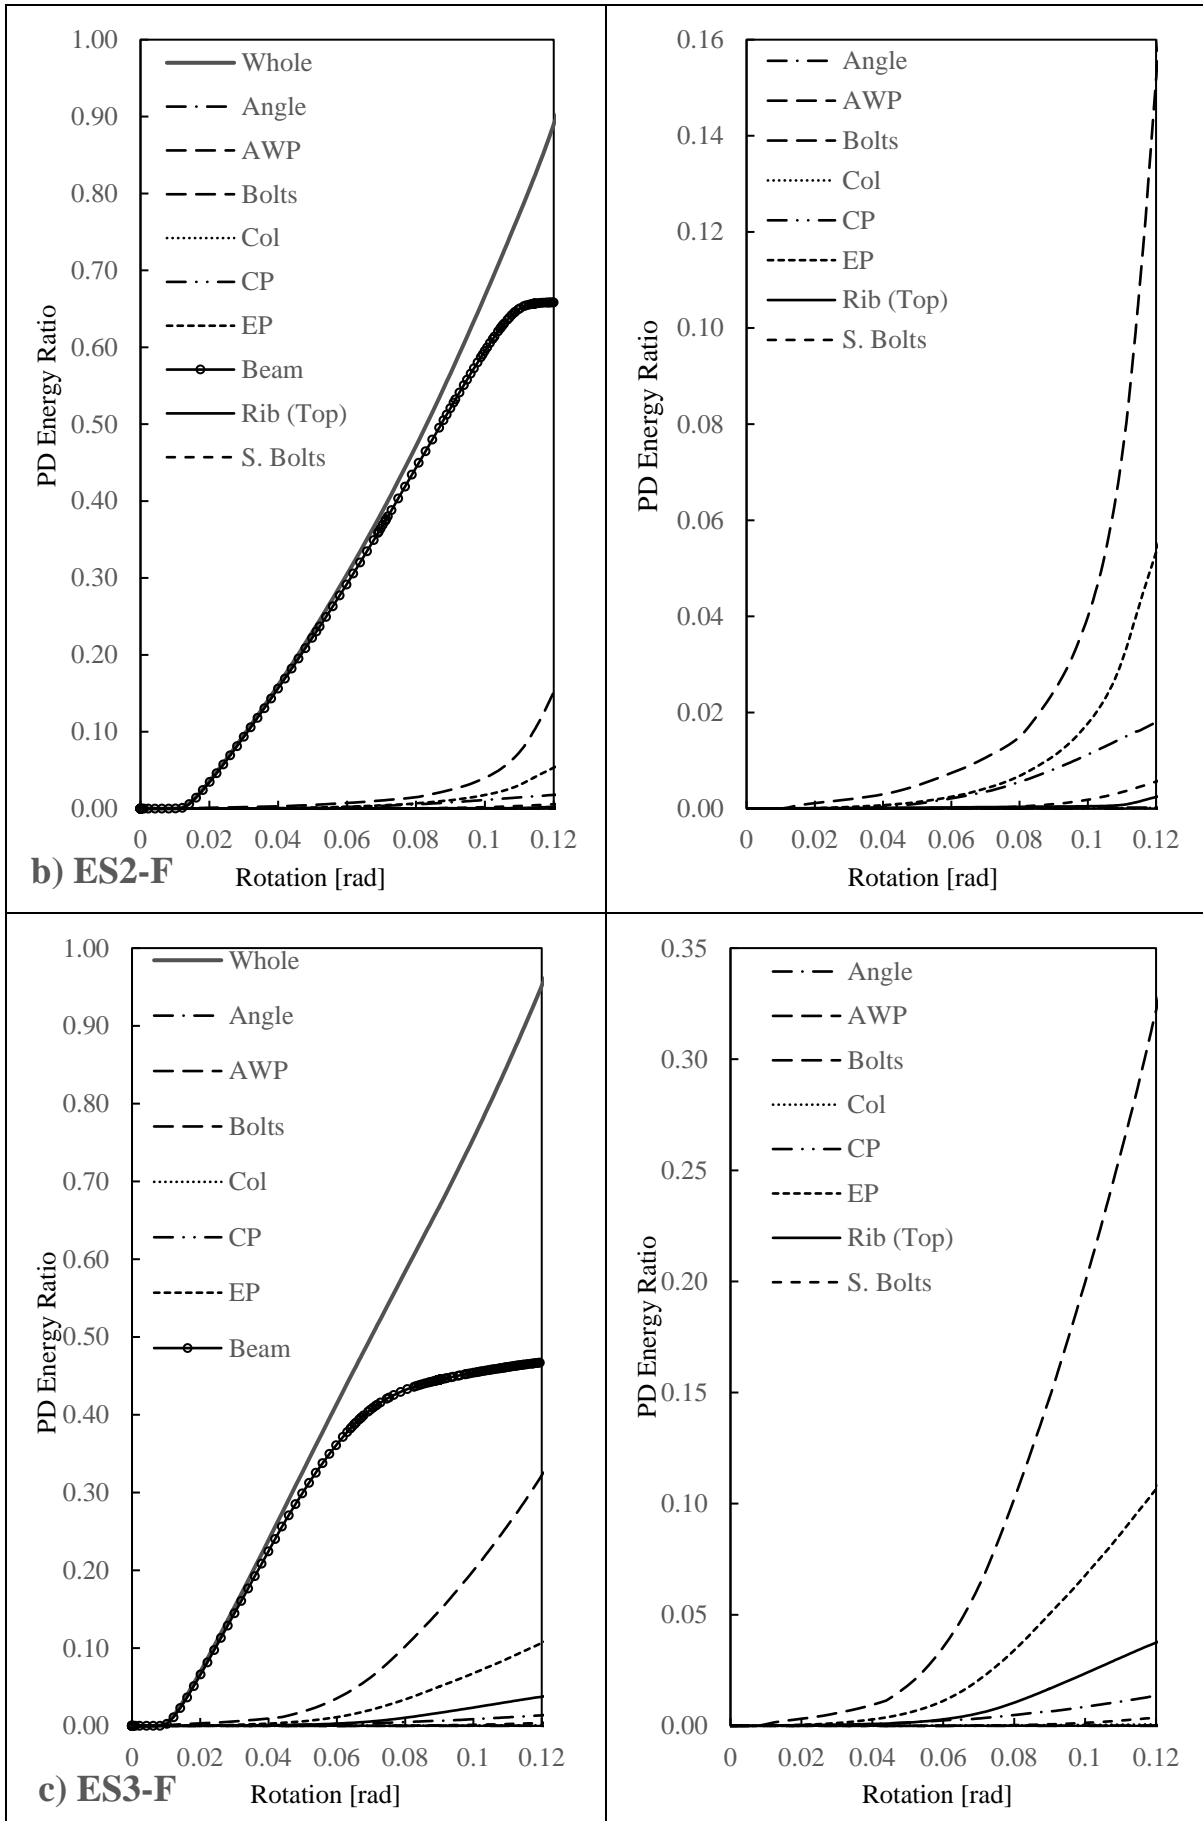 1.00
0.90
0.80
0.70
0.60
0.50
0.40
0.30
0.20
0.10
0.00
PD Energy Ratio
Whole
Angle
AWP
Bolts
Col
CP
EP
Beam
Rib (Top)
S. Bolts
0 0.02 0.04 0.06 0.08 0.1 0.12
Rotation [rad]
b) ES2-F
0.16
0.14
0.12
0.10
0.08
0.06
0.04
0.02
0.00
PD Energy Ratio
Angle
AWP
Bolts
Col
CP
EP
Rib (Top)
S. Bolts
0 0.02 0.04 0.06 0.08 0.1 0.12
Rotation [rad]
1.00
0.90
0.80
0.70
0.60
0.50
0.40
0.30
0.20
0.10
0.00
PD Energy Ratio
Whole
Angle
AWP
Bolts
Col
CP
EP
Beam
0 0.02 0.04 0.06 0.08 0.1 0.12
Rotation [rad]
c) ES3-F
0.35
0.30
0.25
0.20
0.15
0.10
0.05
0.00
PD Energy Ratio
Angle
AWP
Bolts
Col
CP
EP
Rib (Top)
S. Bolts
0 0.02 0.04 0.06 0.08 0.1 0.12
Rotation [rad]